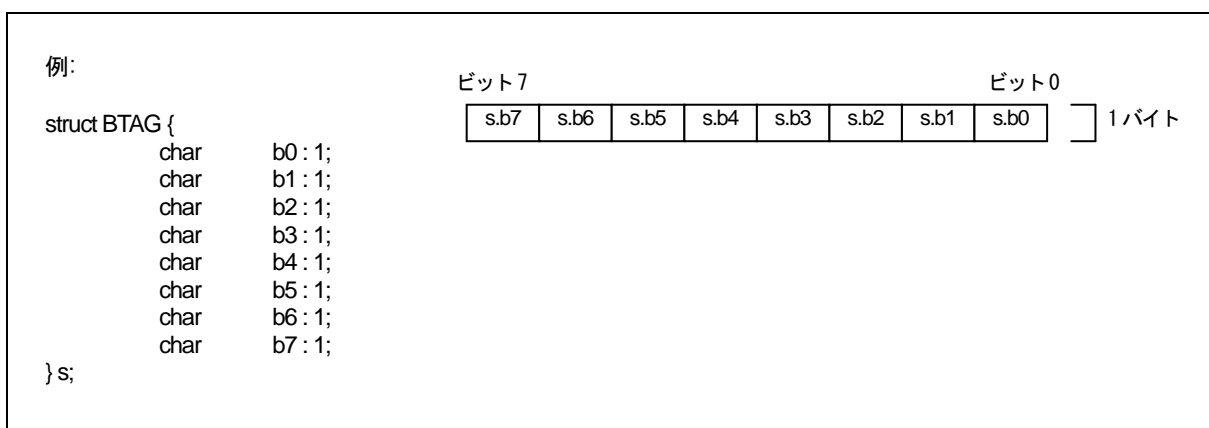 例:
ビット7 ビット0
s.b7 s.b6 s.b5 s.b4 s.b3 s.b2 s.b1 s.b0 1バイト
struct BTAG {
char b0 : 1;
char b1 : 1;
char b2 : 1;
char b3 : 1;
char b4 : 1;
char b5 : 1;
char b6 : 1;
char b7 : 1;
} s;